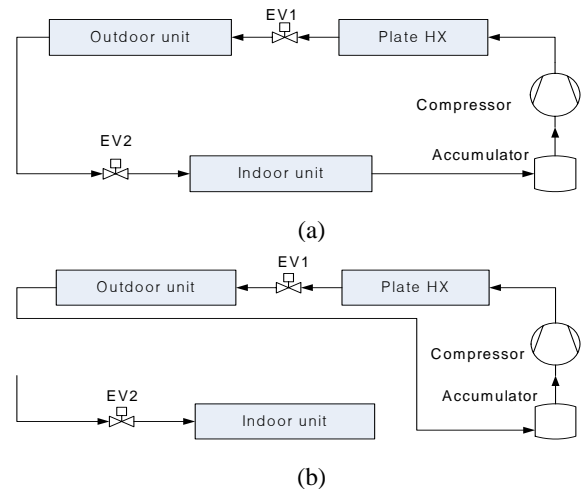 EV1
Outdoor unit
Plate HX
Compressor
EV2
Accumulator
Indoor unit
(a)
EV1
Outdoor unit
Plate HX
Compressor
Accumulator
EV2
Indoor unit
(b)